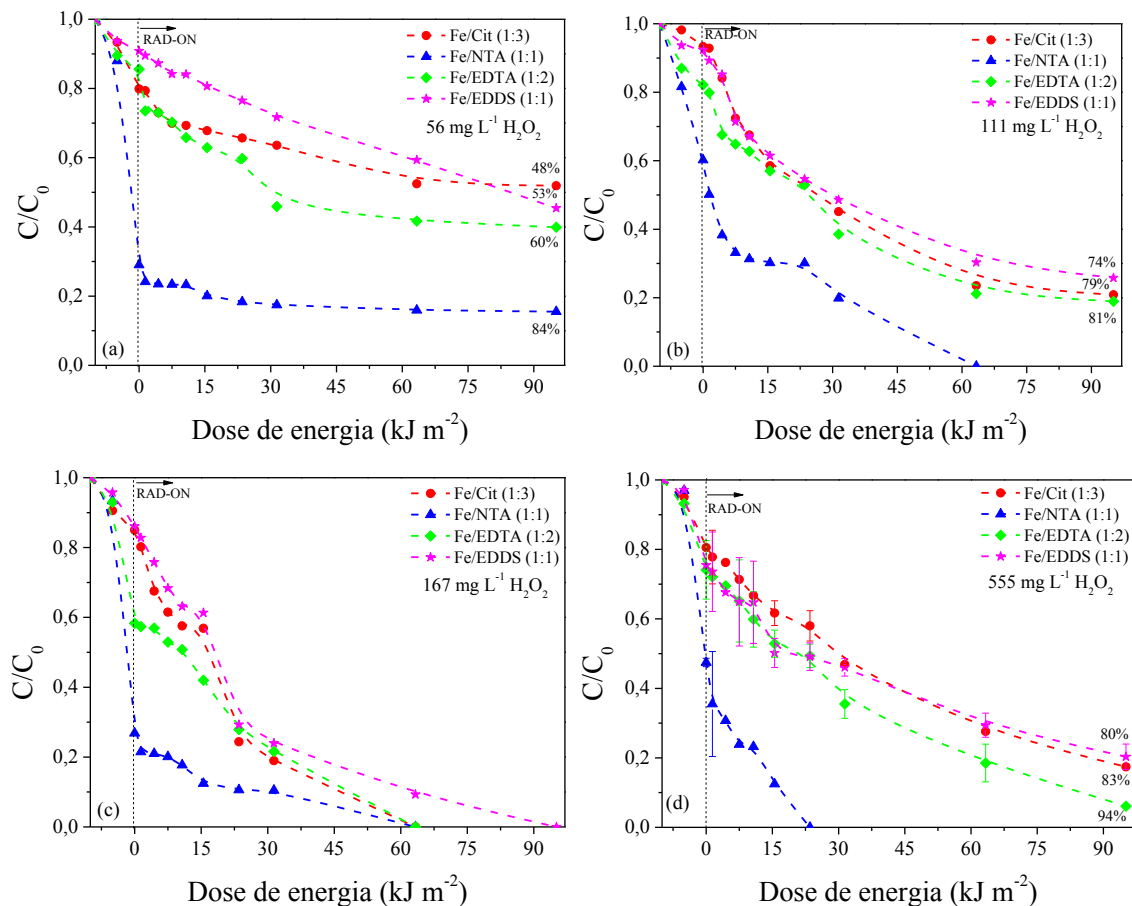 1,0
0,8
0,6
0,4
0,2
0,0
C/C₀
RAD-ON
Fe/Cit (1:3)
Fe/NTA (1:1)
Fe/EDTA (1:2)
Fe/EDDS (1:1)
56 mg L⁻¹ H₂O₂
48%
53%
60%
84%
(a)
0 15 30 45 60 75 90
Dose de energia (kJ m⁻²)
1,0
0,8
0,6
0,4
0,2
0,0
C/C₀
RAD-ON
Fe/Cit (1:3)
Fe/NTA (1:1)
Fe/EDTA (1:2)
Fe/EDDS (1:1)
111 mg L⁻¹ H₂O₂
74%
79%
81%
(b)
0 15 30 45 60 75 90
Dose de energia (kJ m⁻²)
1,0
0,8
0,6
0,4
0,2
0,0
C/C₀
RAD-ON
Fe/Cit (1:3)
Fe/NTA (1:1)
Fe/EDTA (1:2)
Fe/EDDS (1:1)
167 mg L⁻¹ H₂O₂
(c)
0 15 30 45 60 75 90
Dose de energia (kJ m⁻²)
1,0
0,8
0,6
0,4
0,2
0,0
C/C₀
RAD-ON
Fe/Cit (1:3)
Fe/NTA (1:1)
Fe/EDTA (1:2)
Fe/EDDS (1:1)
555 mg L⁻¹ H₂O₂
80%
83%
94%
(d)
0 15 30 45 60 75 90
Dose de energia (kJ m⁻²)